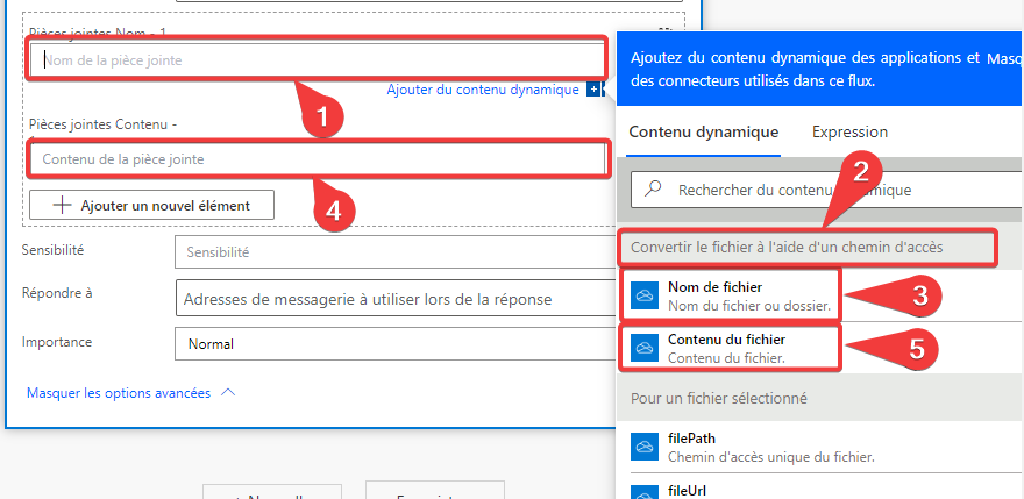 Pièces jointes Nom - 1
Nom de la pièce jointe
Ajouter du contenu dynamique
1
Pièces jointes Contenu -
Contenu de la pièce jointe
4
Ajouter un nouvel élément
Sensibilité
Sensibilité
Répondre à
Adresses de messagerie à utiliser lors de la réponse
Importance
Normal
Masquer les options avancées
Ajoutez du contenu dynamique des applications et Masq
des connecteurs utilisés dans ce flux.
Contenu dynamique
Expression
2
Rechercher du contenu dynamique
Convertir le fichier à l'aide d'un chemin d'accès
Nom de fichier
Nom du fichier ou dossier.
3
Contenu du fichier
Contenu du fichier.
5
Pour un fichier sélectionné
filePath
Chemin d'accès unique du fichier.
fileUrl